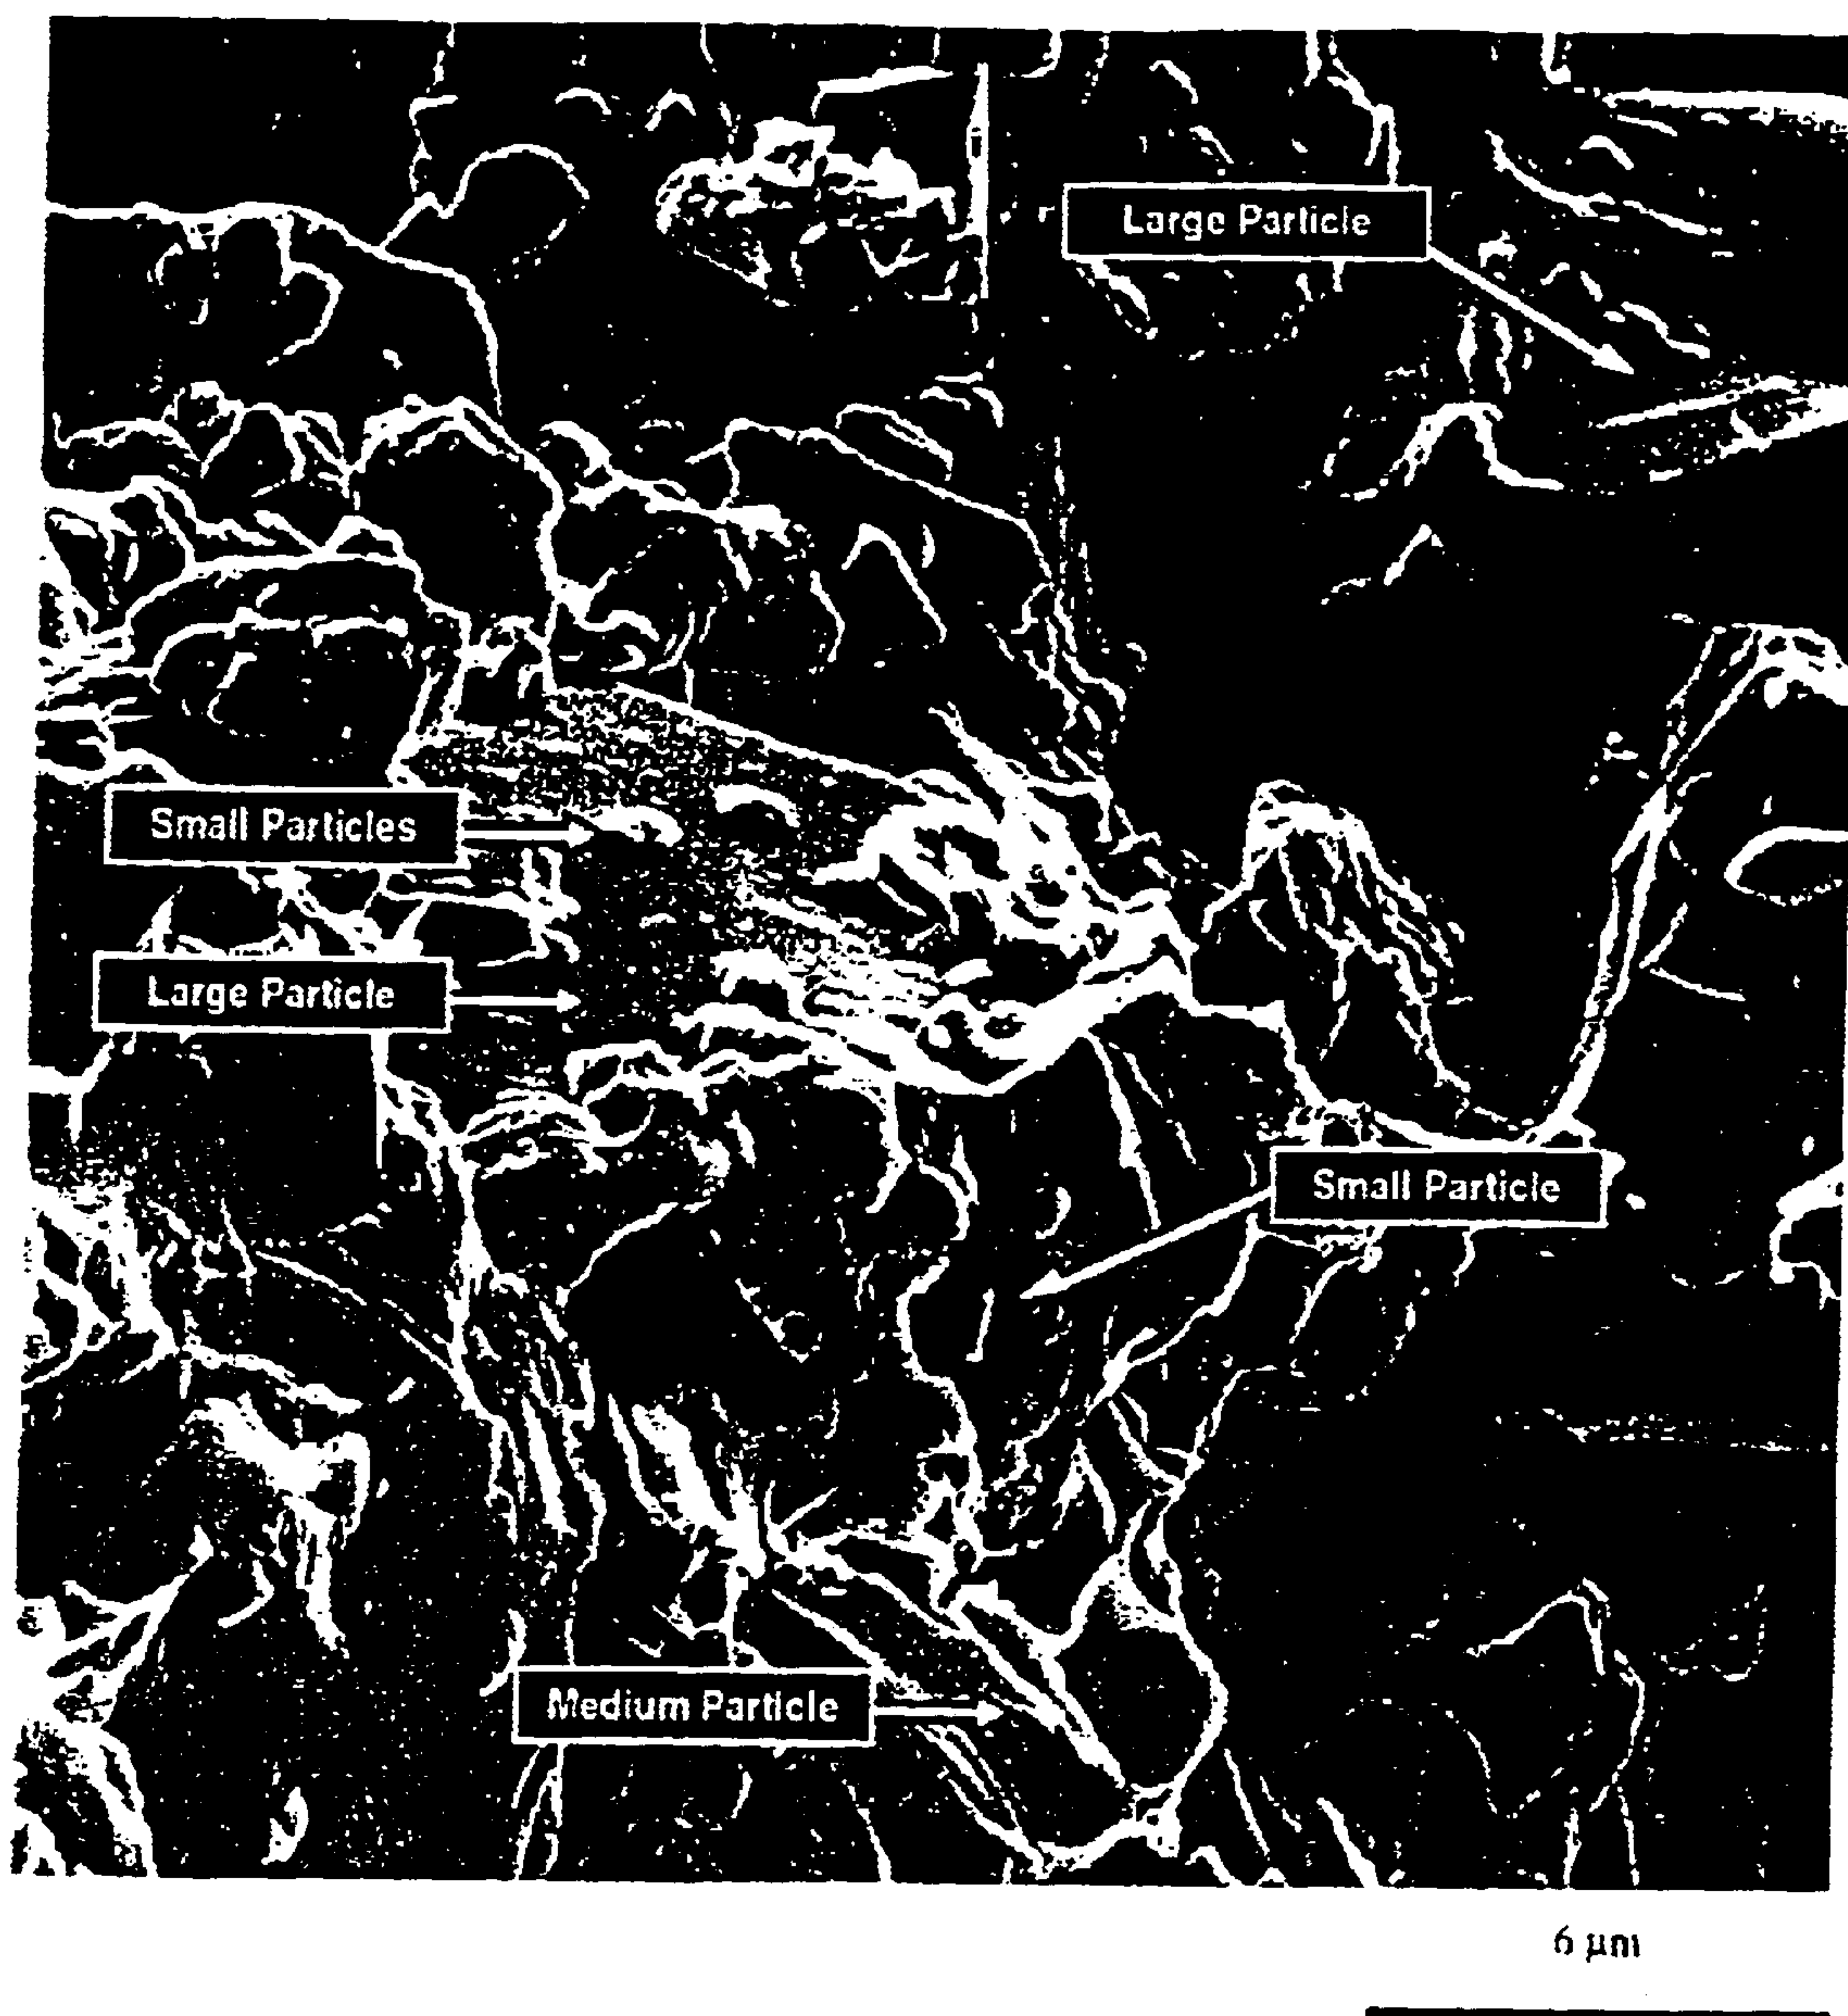 Large Particle
Small Particles
Large Particle
Small Particle
Medium Particle
6 µm